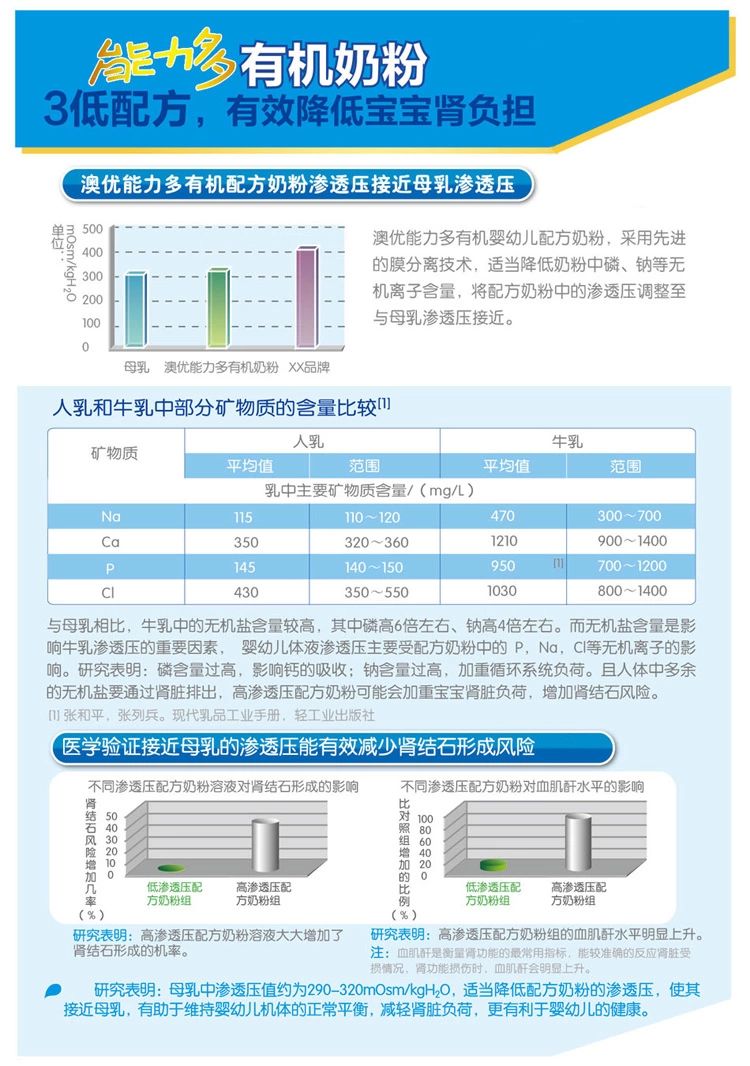 能力多有机奶粉
3低配方，有效降低宝宝肾负担
澳优能力多有机配方奶粉渗透压接近母乳渗透压
单位：mOsm/kgH₂O
500
400
300
200
100
0
母乳 澳优能力多有机奶粉 XX品牌
澳优能力多有机婴幼儿配方奶粉，采用先进
的膜分离技术，适当降低奶粉中磷、钠等无
机离子含量，将配方奶粉中的渗透压调整至
与母乳渗透压接近。
人乳和牛乳中部分矿物质的含量比较[1]
矿物质 人乳 牛乳
平均值 范围 平均值 范围
乳中主要矿物质含量/（mg/L）
Na 115 110～120 470 300～700
Ca 350 320～360 1210 900～1400
P 145 140～150 950 [1] 700～1200
Cl 430 350～550 1030 800～1400
与母乳相比，牛乳中的无机盐含量较高，其中磷高6倍左右、钠高4倍左右。而无机盐含量是影
响牛乳渗透压的重要因素， 婴幼儿体液渗透压主要受配方奶粉中的 P，Na，Cl等无机离子的影
响。研究表明：磷含量过高，影响钙的吸收；钠含量过高，加重循环系统负荷。且人体中多余
的无机盐要通过肾脏排出，高渗透压配方奶粉可能会加重宝宝肾脏负荷，增加肾结石风险。
[1] 张和平，张列兵。现代乳品工业手册，轻工业出版社
医学验证接近母乳的渗透压能有效减少肾结石形成风险
不同渗透压配方奶粉溶液对肾结石形成的影响
肾结石风险增加几率（%）
50
40
30
20
10
0
低渗透压配 高渗透压配
方奶粉组 方奶粉组
研究表明：高渗透压配方奶粉溶液大大增加了
肾结石形成的机率。
不同渗透压配方奶粉对血肌酐水平的影响
比对照组增加的比例（%）
100
80
60
40
20
0
低渗透压配 高渗透压配
方奶粉组 方奶粉组
研究表明：高渗透压配方奶粉组的血肌酐水平明显上升。
注：血肌酐是衡量肾功能的最常用指标，能较准确的反应肾脏受
损情况，肾功能损伤时，血肌酐会明显上升。
研究表明：母乳中渗透压值约为290-320mOsm/kgH₂O，适当降低配方奶粉的渗透压，使其
接近母乳，有助于维持婴幼儿机体的正常平衡，减轻肾脏负荷，更有利于婴幼儿的健康。